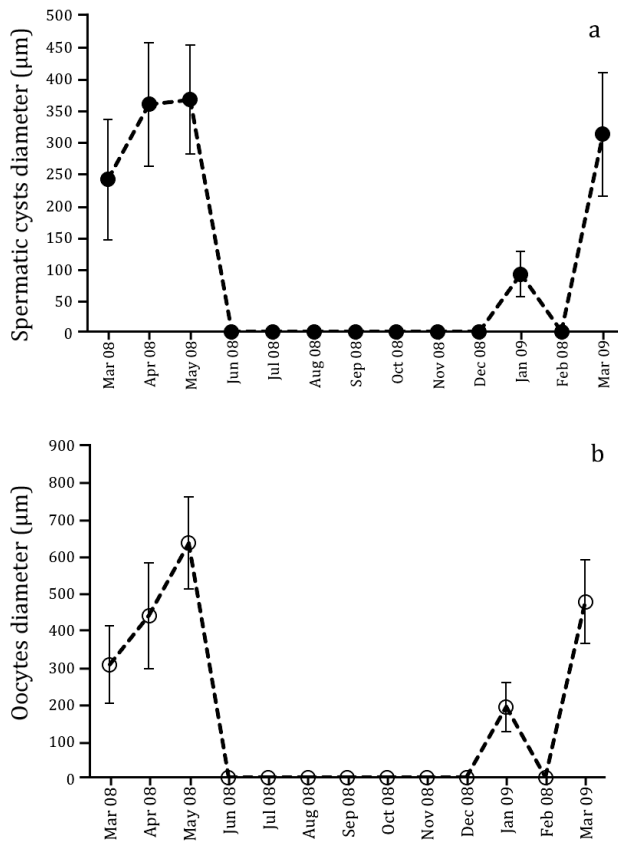 a
Spermatic cysts diameter (μm)
500
450
400
350
300
250
200
150
100
50
0
Mar 08
Apr 08
May 08
Jun 08
Jul 08
Aug 08
Sep 08
Oct 08
Nov 08
Dec 08
Jan 09
Feb 08
Mar 09
b
Oocytes diameter (μm)
900
800
700
600
500
400
300
200
100
0
Mar 08
Apr 08
May 08
Jun 08
Jul 08
Aug 08
Sep 08
Oct 08
Nov 08
Dec 08
Jan 09
Feb 08
Mar 09